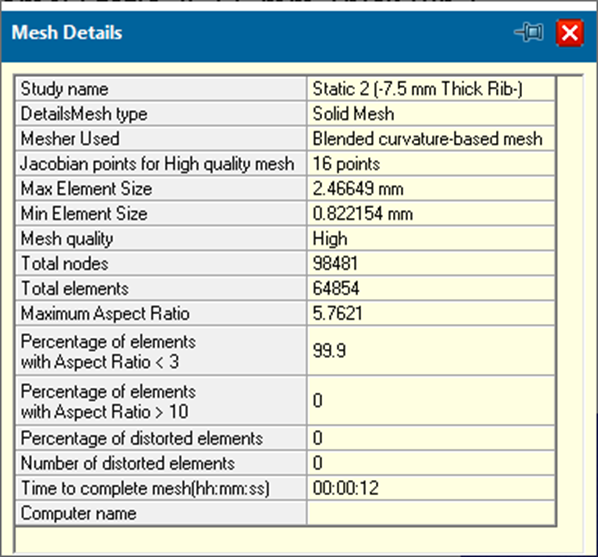 Mesh Details
Study name Static 2 (-7.5 mm Thick Rib-)
DetailsMesh type Solid Mesh
Mesher Used Blended curvature-based mesh
Jacobian points for High quality mesh 16 points
Max Element Size 2.46649 mm
Min Element Size 0.822154 mm
Mesh quality High
Total nodes 98481
Total elements 64854
Maximum Aspect Ratio 5.7621
Percentage of elements
with Aspect Ratio < 3 99.9
Percentage of elements
with Aspect Ratio > 10 0
Percentage of distorted elements 0
Number of distorted elements 0
Time to complete mesh(hh:mm:ss) 00:00:12
Computer name